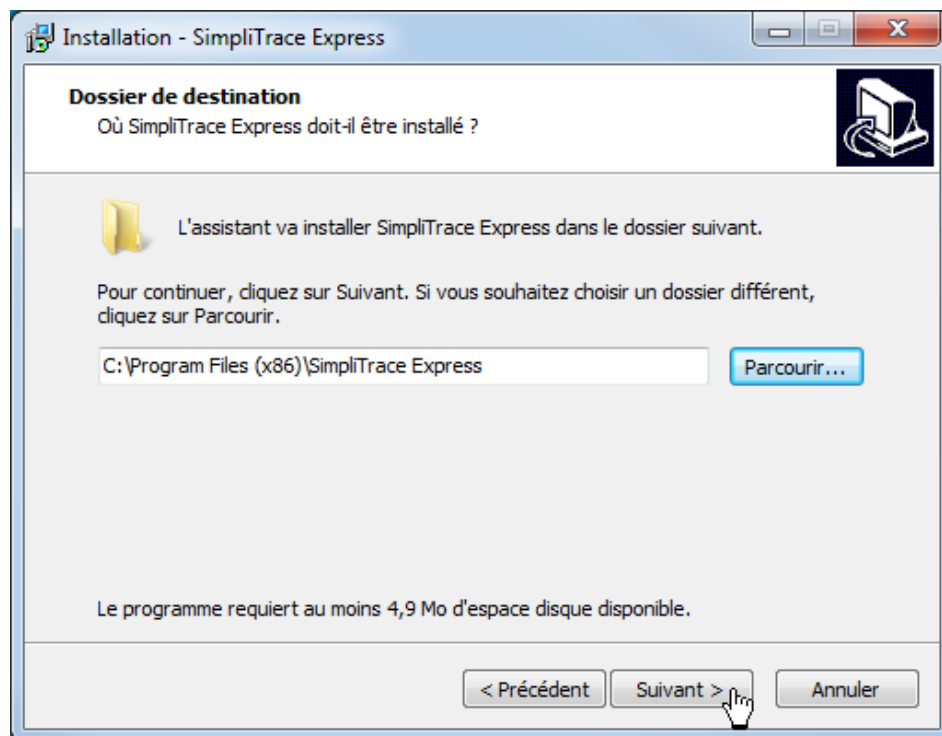 Installation - SimpliTrace Express
Dossier de destination
Où SimpliTrace Express doit-il être installé ?
L'assistant va installer SimpliTrace Express dans le dossier suivant.
Pour continuer, cliquez sur Suivant. Si vous souhaitez choisir un dossier différent,
cliquez sur Parcourir.
C:\Program Files (x86)\SimpliTrace Express
Parcourir...
Le programme requiert au moins 4,9 Mo d'espace disque disponible.
< Précédent
Suivant >
Annuler